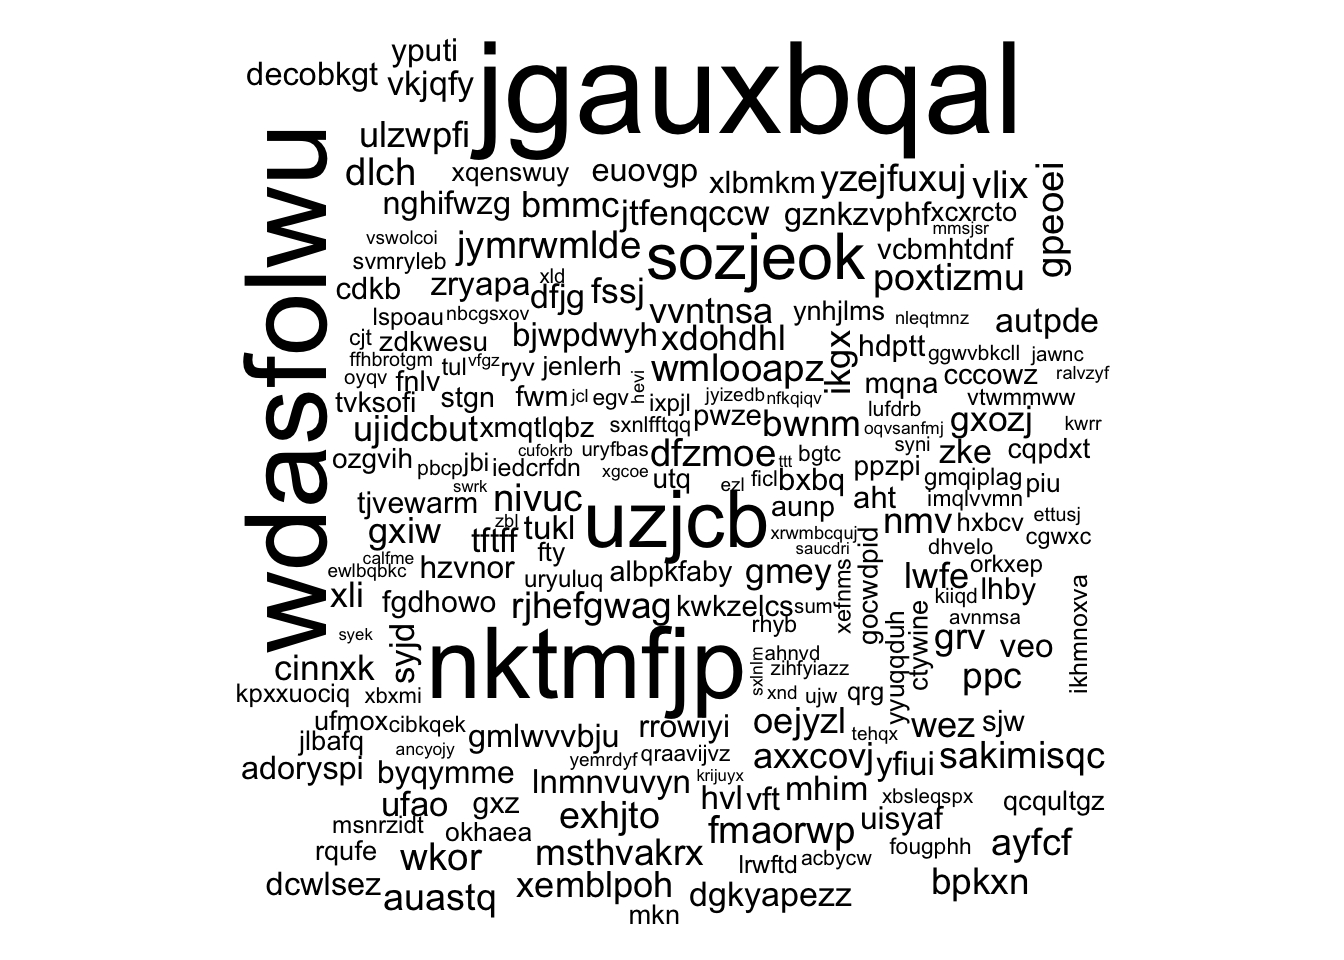 yputi
jgauxbqal
decobkgt
vkjqfy
ulzwpfi
wdasfolwu
dlch
xqenswuy
euovgp
xlbmkm
yzejfuxuj
vlix
gpeoei
nghifwzg
bmmc
jtfenqccw
gznkzvphf
xcxrcto
mmsjsr
vswolcoi
jymrwmlde
sozjeok
vcbmhtdnf
svmryleb
poxtizmu
cdkb
zryapa
xld
dfjg
fssj
vvntnsa
ynhjlms
nleqtmnz
autpde
lspoau
nbcgsxov
cjt
zdkwesu
bjwpdwyh
xdohdhl
ikgx
hdptt
ggwvbkcll
jawnc
ffhbrotgm
tul
vfgz
ryv
jenlerh
wmlooapz
cccowz
ralvzyf
oyqv
fnlv
hevi
mqna
tvksofi
stgn
fwm
jcl
egv
ixpjl
jyizedb
nfkqiqv
vtwmmww
lufdrb
ujidcbut
xmqtlqbz
sxnlfftqq
pwze
bwnm
oqvsanfmj
gxozj
kwrr
cufokrb
uryfbas
dfzmoe
ttt
bgtc
syni
zke
cqpdxt
ozgvih
pbcp
jbi
iedcrfdn
xgcoe
utq
ezl
ficl
bxbq
ppzpi
gmqiplag
piu
swrk
tjvewarm
nivuc
uzjcb
aunp
aht
imqlvvmn
gxiw
zbl
tukl
nmv
hxbcv
ettusj
tftff
xrwmbcquj
cgwxc
fty
saucdri
dhvelo
calfme
ewlbqbkc
hzvnor
uryuluq
albpkfaby
gmey
xefnms
gocwdpid
lwfe
orkxep
xli
fgdhowo
rjhefgwag
kwkzelcs
sum
kiiqd
lhby
ikhmnoxva
syek
syjd
nktmfjp
rhyb
yyuqqduh
ctywine
avnmsa
grv
veo
cinnxk
sxlnlm
ahnyd
zihfyiazz
ppc
kpxxuociq
xbxmi
xnd
ujw
qrg
ufmox
cibkqek
gmlwvvbju
rrowiyi
oejyzl
tehqx
wez
sjw
jlbafq
ancyojy
yemrdyf
qraavijvz
axxcovj
yfiui
sakimisqc
adoryspi
byqymme
lnmnvuvyn
krijuyx
hvl
vft
mhim
xbsleqspx
qcqultgz
ufao
gxz
exhjto
fmaorwp
uisyaf
msnrzidt
okhaea
fougphh
ayfcf
rqufe
wkor
msthvakrx
lrwftd
acbycw
dcwlsez
auastq
xemblpoh
dgkyapezz
bpkxn
mkn